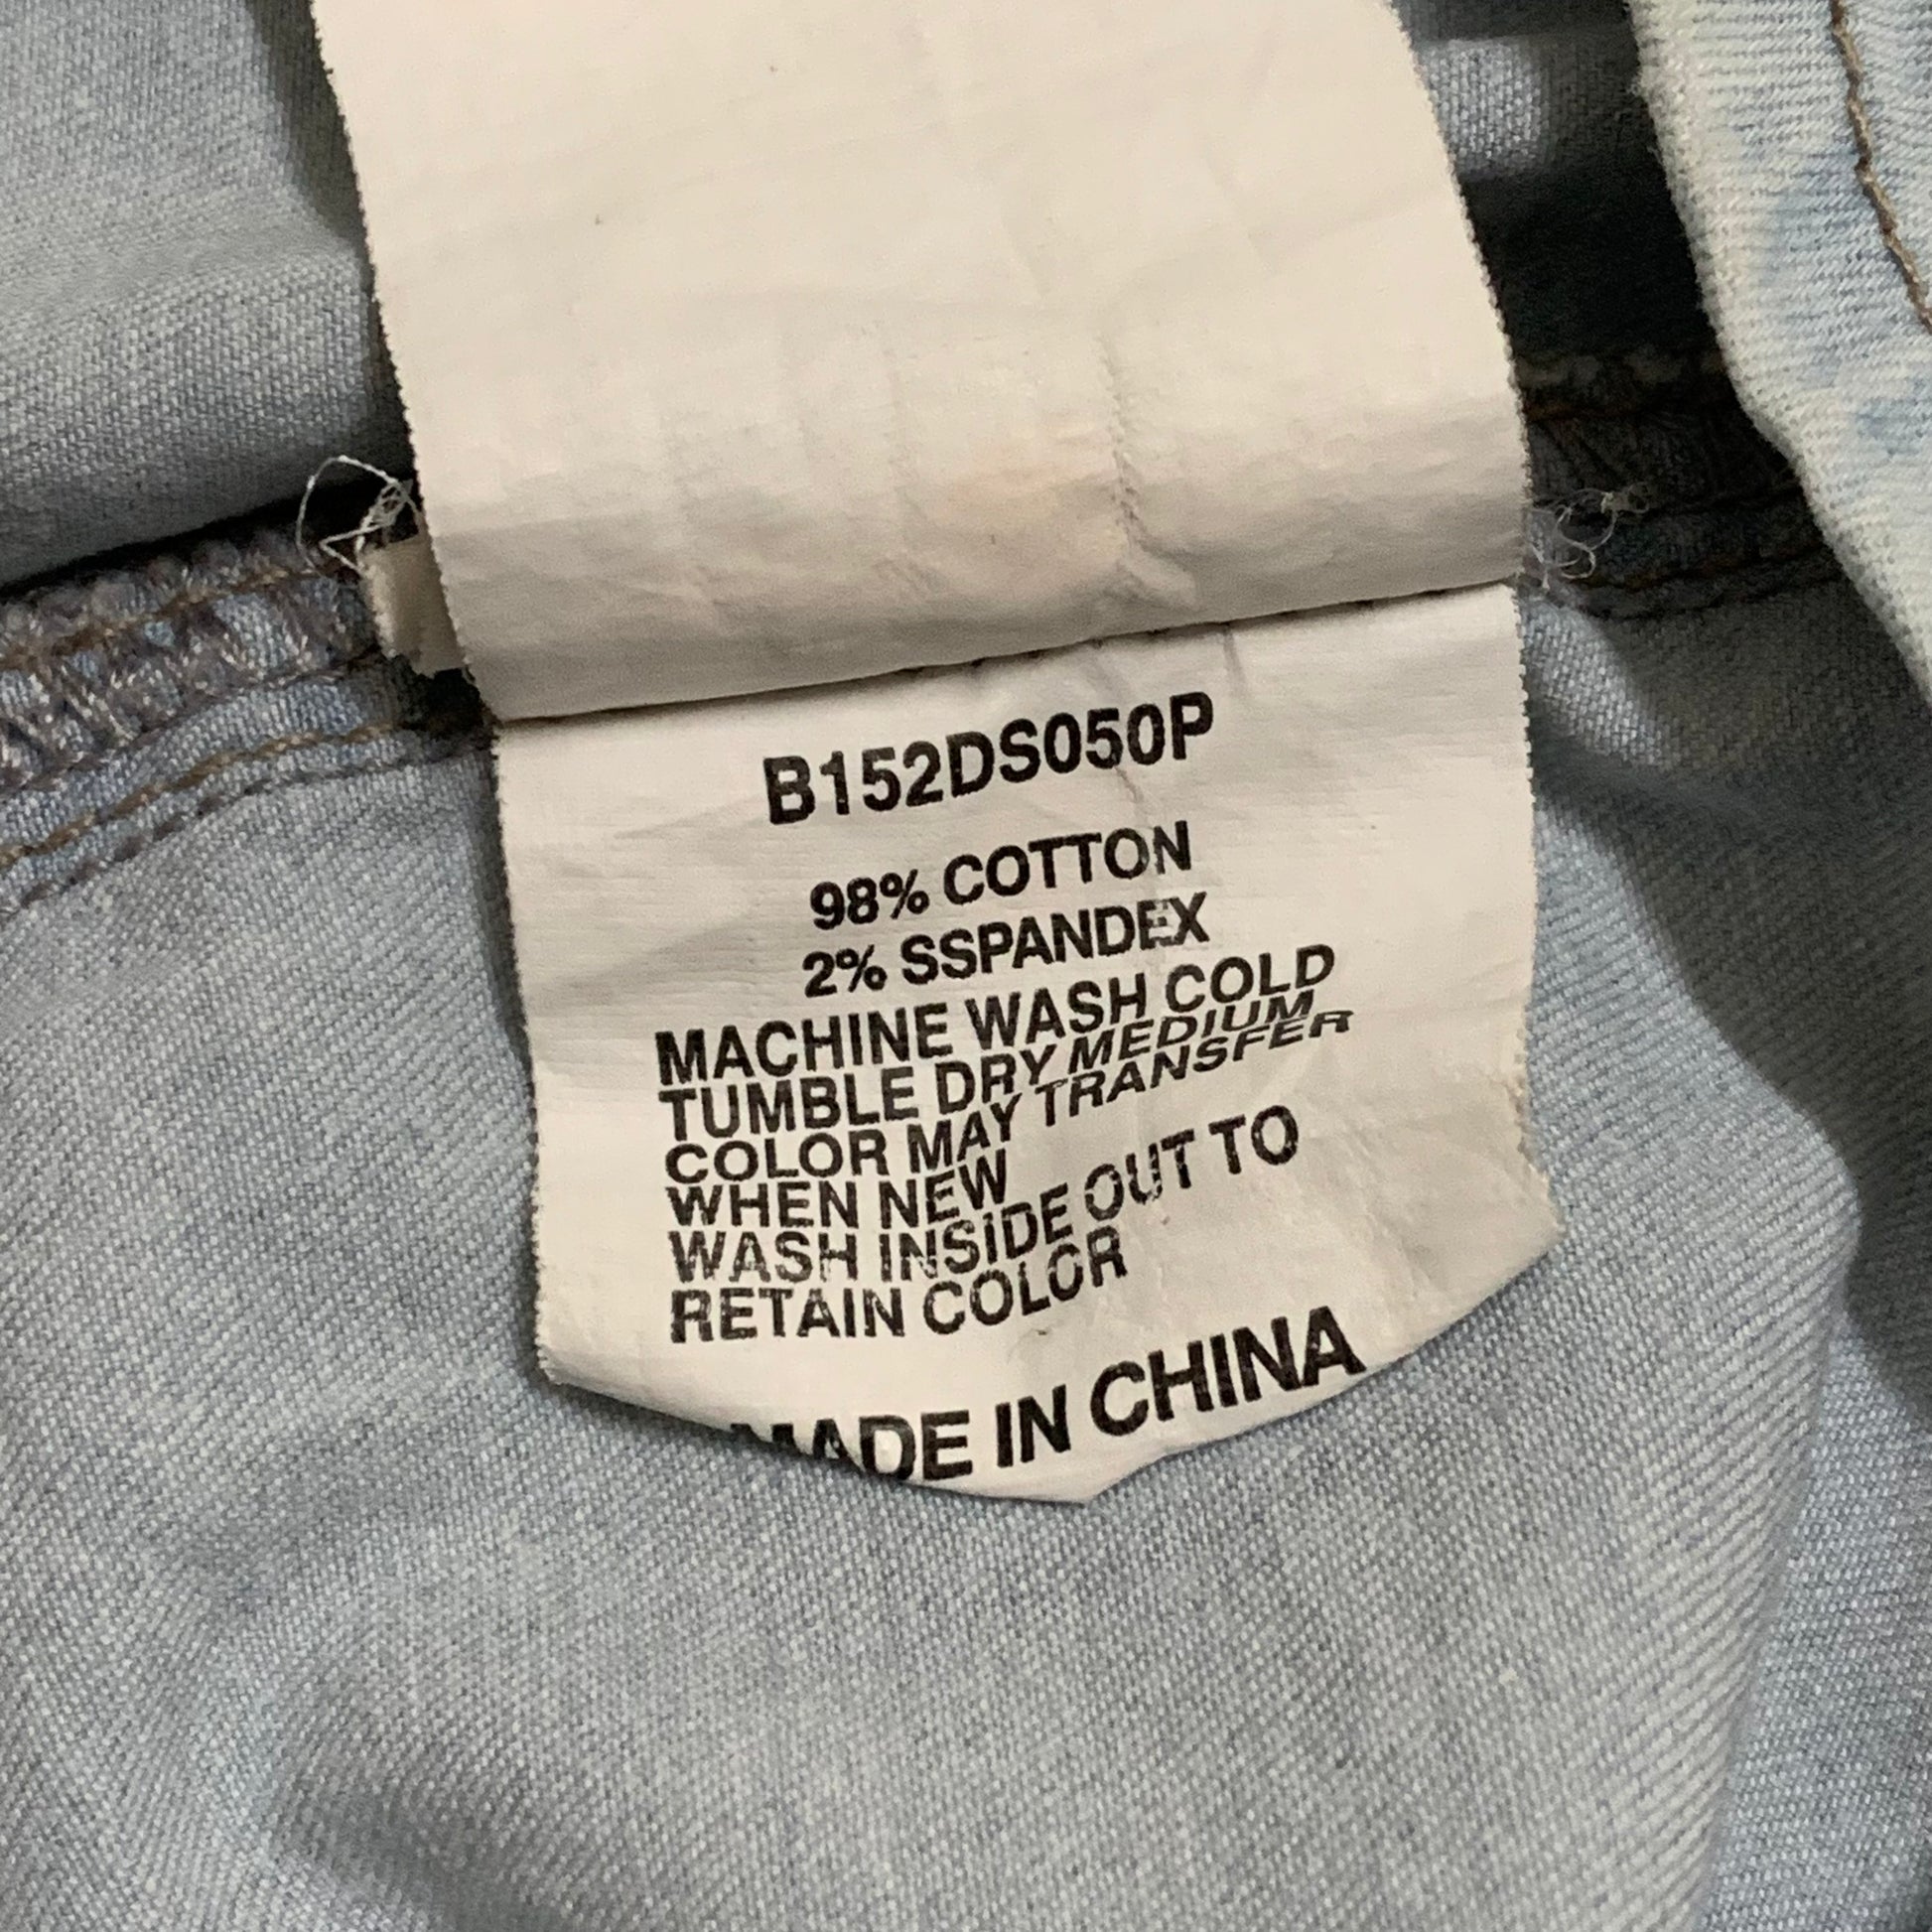 B152DS050P
98% COTTON
2% SSPANDEX
MACHINE WASH COLD
TUMBLE DRY MEDIUM
COLOR MAY TRANSFER
WHEN NEW
WASH INSIDE OUT TO
RETAIN COLOR
MADE IN CHINA